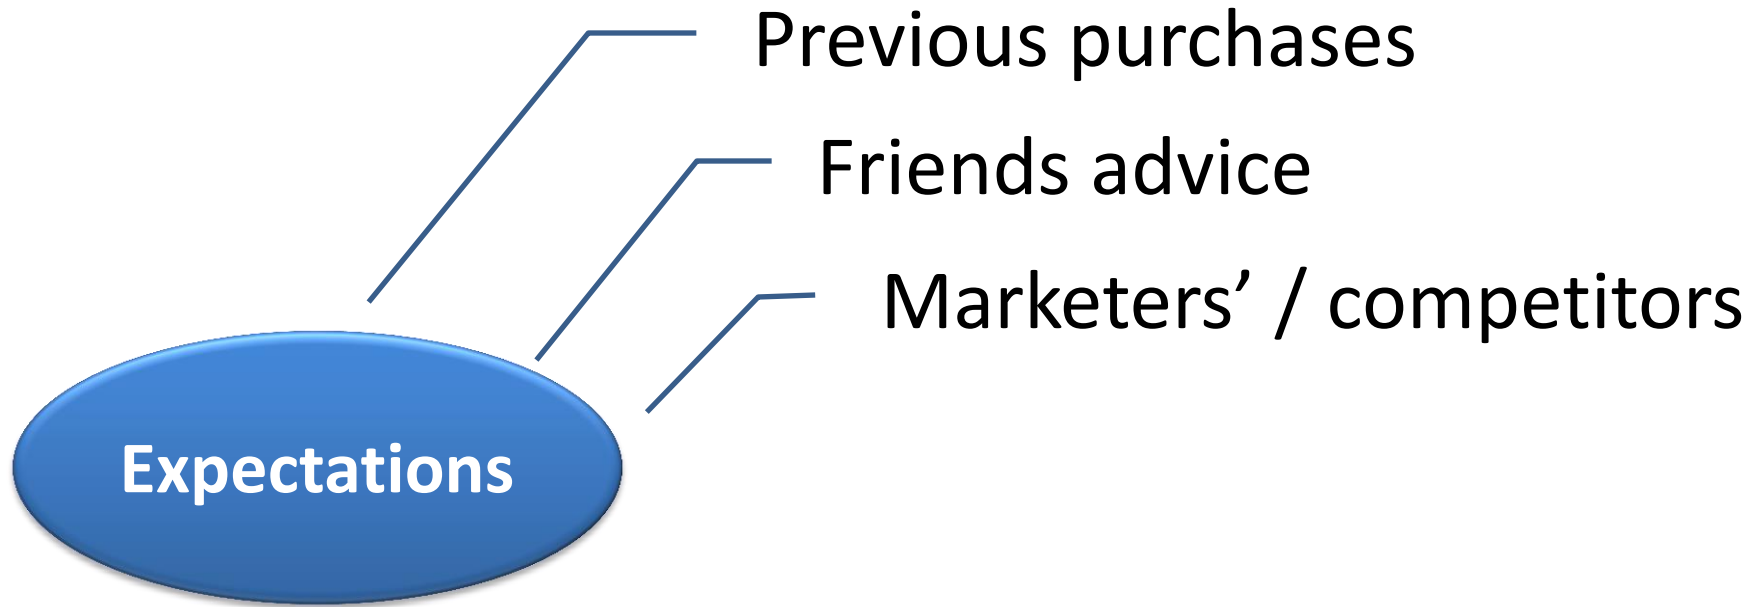 Previous purchases
Friends advice
Marketers’ / competitors
Expectations